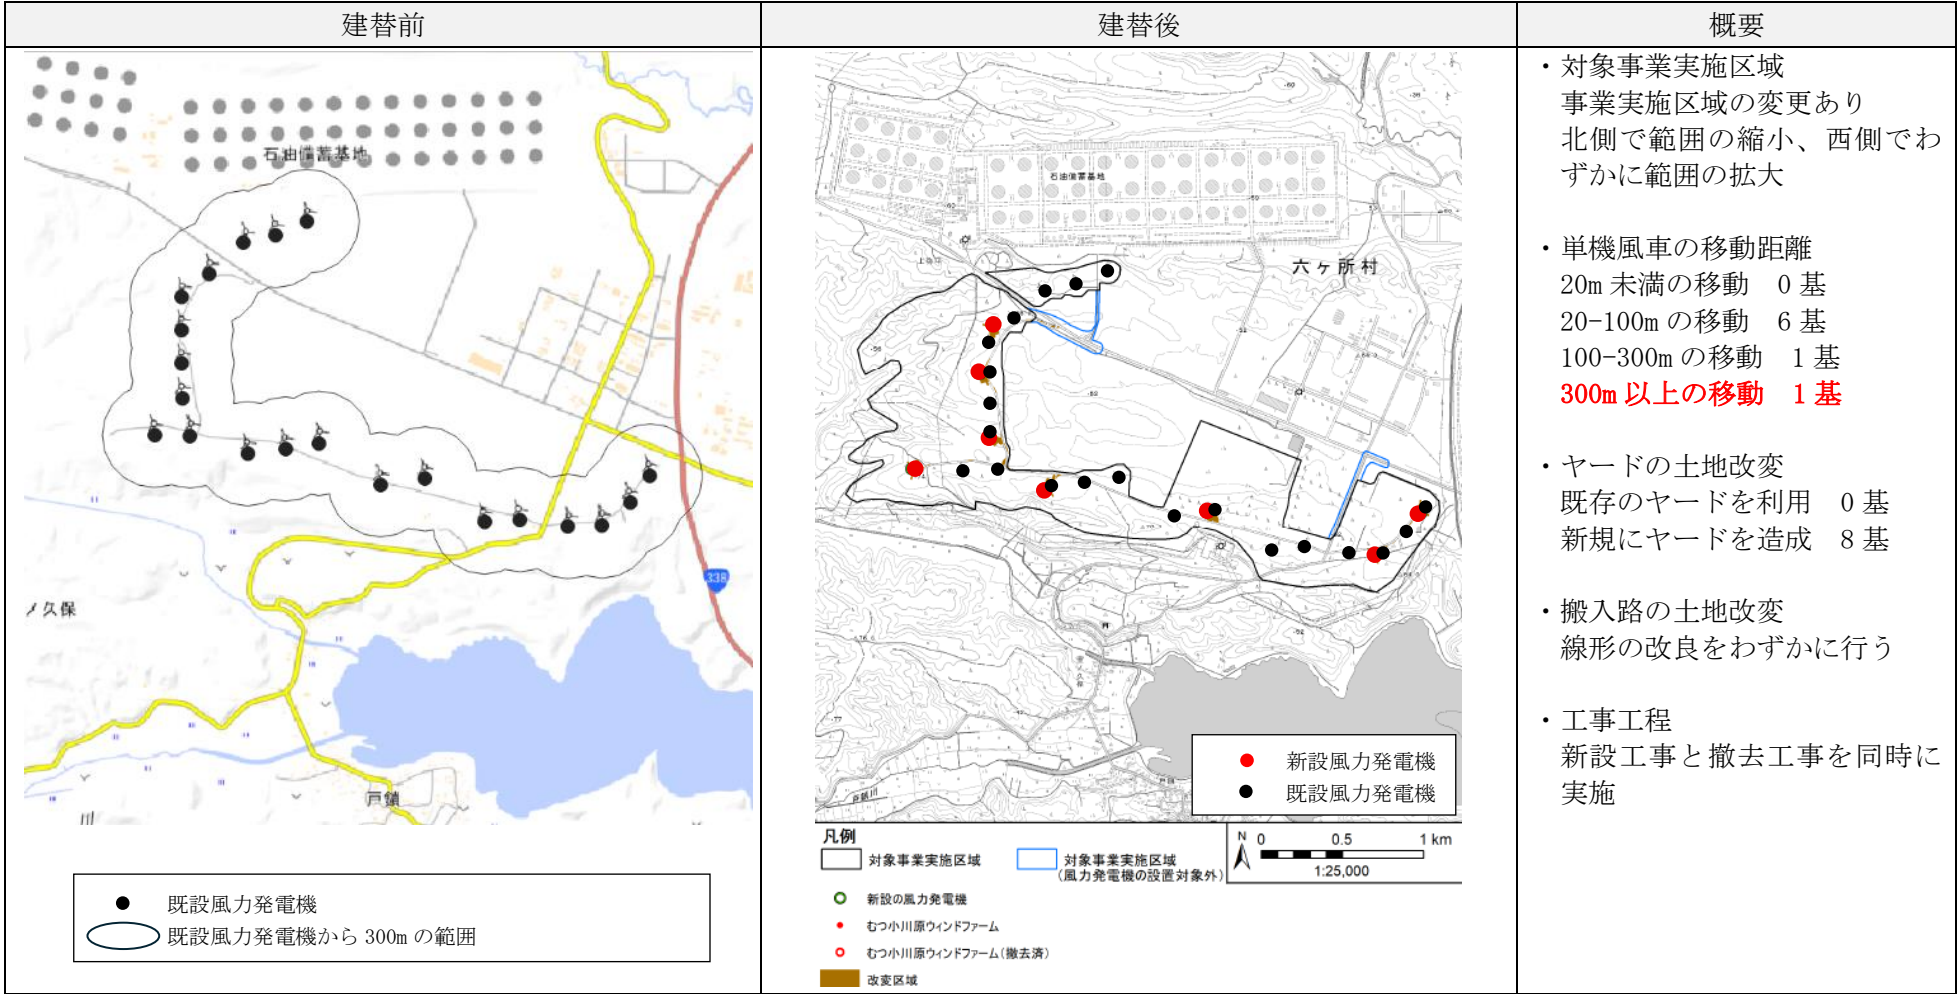 建替前
建替後
概要
石油備蓄基地
338
ノ久保
戸鎖
川
既設風力発電機
既設風力発電機から 300m の範囲
石油備蓄基地
六ヶ所村
新設風力発電機
既設風力発電機
凡例
対象事業実施区域
対象事業実施区域
(風力発電機の設置対象外)
N
0 0.5 1 km
1:25,000
新設の風力発電機
むつ小川原ウィンドファーム
むつ小川原ウィンドファーム(撤去済)
改変区域
・対象事業実施区域
事業実施区域の変更あり
北側で範囲の縮小、西側でわ
ずかに範囲の拡大
・単機風車の移動距離
20m 未満の移動 0 基
20-100m の移動 6 基
100-300m の移動 1 基
300m 以上の移動 1 基
・ヤードの土地改変
既存のヤードを利用 0 基
新規にヤードを造成 8 基
・搬入路の土地改変
線形の改良をわずかに行う
・工事工程
新設工事と撤去工事を同時に
実施